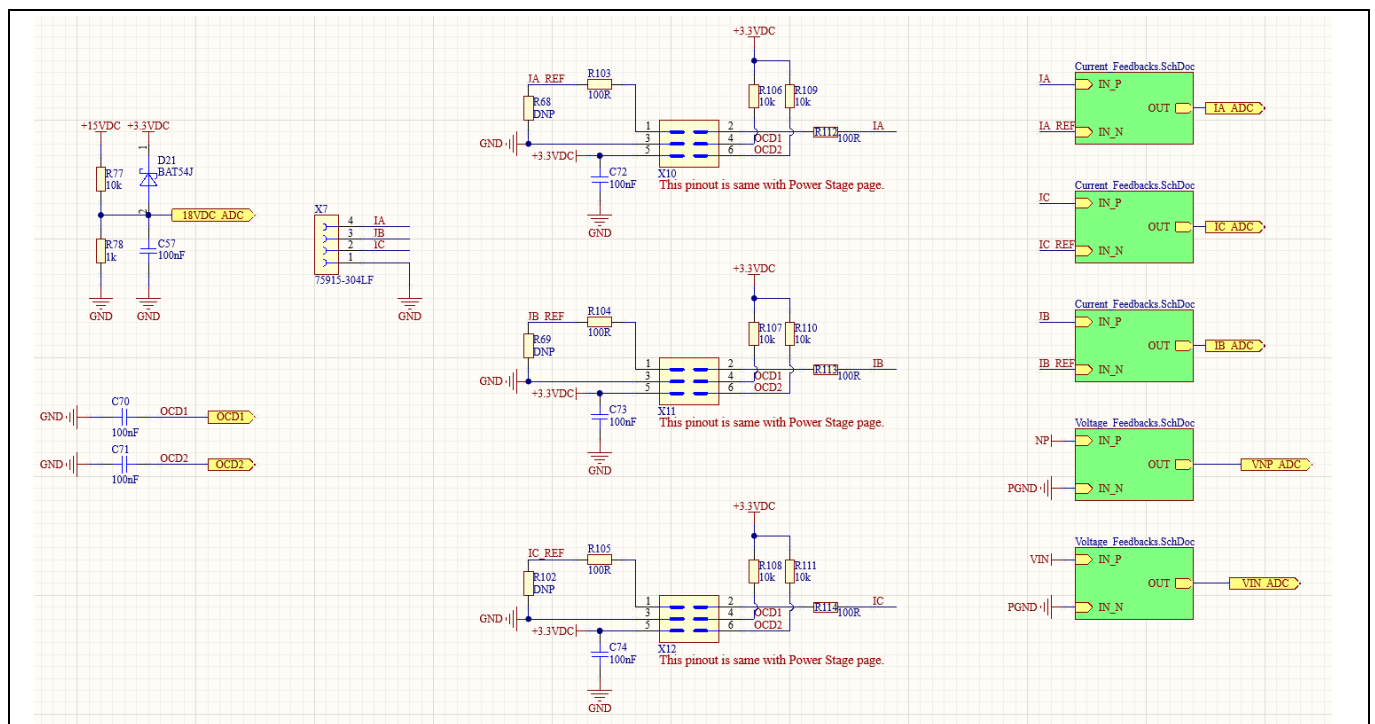 +15VDC
+3.3VDC
1
D21
BAT54J
R77
10k
2
18VDC_ADC
R78
1k
C57
100nF
GND
GND
X7
4
IA
3
IB
2
IC
1
75915-304LF
GND
C70
GND
100nF
OCD1
OCD1
C71
GND
100nF
OCD2
OCD2
+3.3VDC
IA_REF
R103
100R
R68
DNP
R106
10k
R109
10k
GND
1
2
3
4
5
6
OCD1
OCD2
R112
100R
IA
+3.3VDC
C72
100nF
X10
This pinout is same with Power Stage page.
GND
+3.3VDC
IB_REF
R104
100R
R69
DNP
R107
10k
R110
10k
GND
1
2
3
4
5
6
OCD1
OCD2
R113
100R
IB
+3.3VDC
C73
100nF
X11
This pinout is same with Power Stage page.
GND
+3.3VDC
IC_REF
R105
100R
R102
DNP
R108
10k
R111
10k
GND
1
2
3
4
5
6
OCD1
OCD2
R114
100R
IC
+3.3VDC
C74
100nF
X12
This pinout is same with Power Stage page.
GND
Current_Feedbacks.SchDoc
IA
IN_P
OUT
IA_ADC
IA_REF
IN_N
Current_Feedbacks.SchDoc
IC
IN_P
OUT
IC_ADC
IC_REF
IN_N
Current_Feedbacks.SchDoc
IB
IN_P
OUT
IB_ADC
IB_REF
IN_N
Voltage_Feedbacks.SchDoc
NP
IN_P
OUT
VNP_ADC
PGND
IN_N
Voltage_Feedbacks.SchDoc
VIN
IN_P
OUT
VIN_ADC
PGND
IN_N